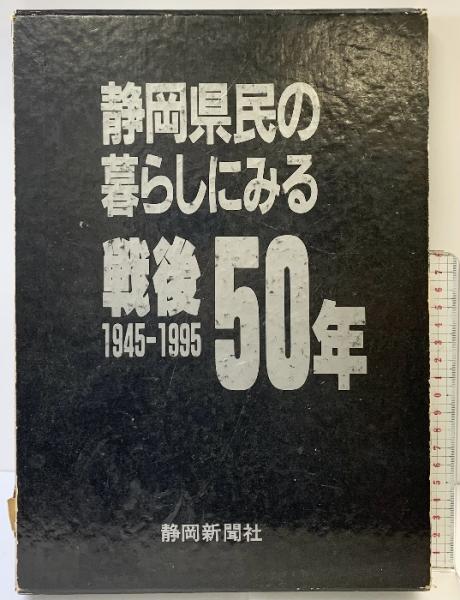 静岡県民の
暮らしにみる
戦後50年
1945-1995
静岡新聞社